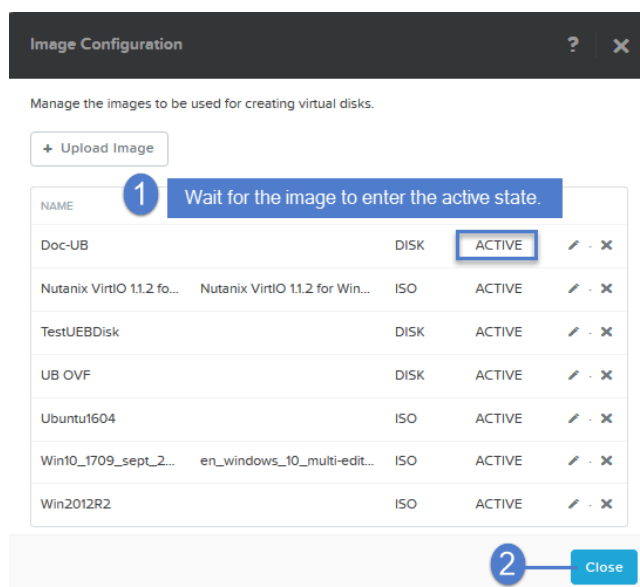 Image Configuration ? ×
Manage the images to be used for creating virtual disks.
+ Upload Image
NAME 1 Wait for the image to enter the active state.
Doc-UB DISK ACTIVE
Nutanix VirtIO 1.1.2 fo... Nutanix VirtIO 1.1.2 for Win... ISO ACTIVE
TestUEBDisk DISK ACTIVE
UB OVF DISK ACTIVE
Ubuntu1604 ISO ACTIVE
Win10_1709_sept_2... en_windows_10_multi-edit... ISO ACTIVE
Win2012R2 ISO ACTIVE
2 Close